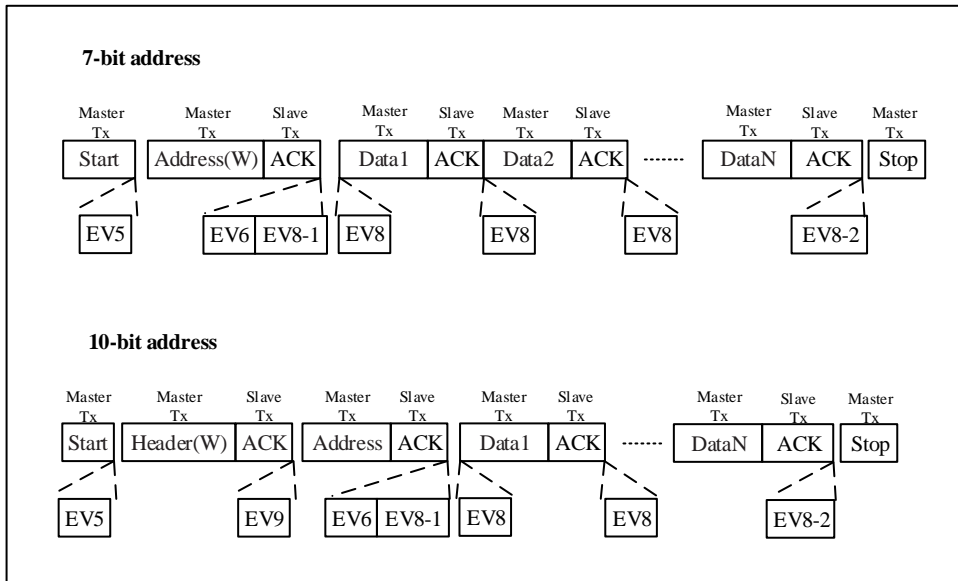 7-bit address
Master Master Slave Master Slave Master Slave Master Slave Master
Tx Tx Tx Tx Tx Tx Tx Tx Tx Tx
Start Address(W) ACK Data1 ACK Data2 ACK DataN ACK Stop
EV5 EV6 EV8-1 EV8 EV8 EV8 EV8-2
10-bit address
Master Master Slave Master Slave Master Slave Master Slave Master
Tx Tx Tx Tx Tx Tx Tx Tx Tx Tx
Start Header(W) ACK Address ACK Data1 ACK DataN ACK Stop
EV5 EV9 EV6 EV8-1 EV8 EV8 EV8-2